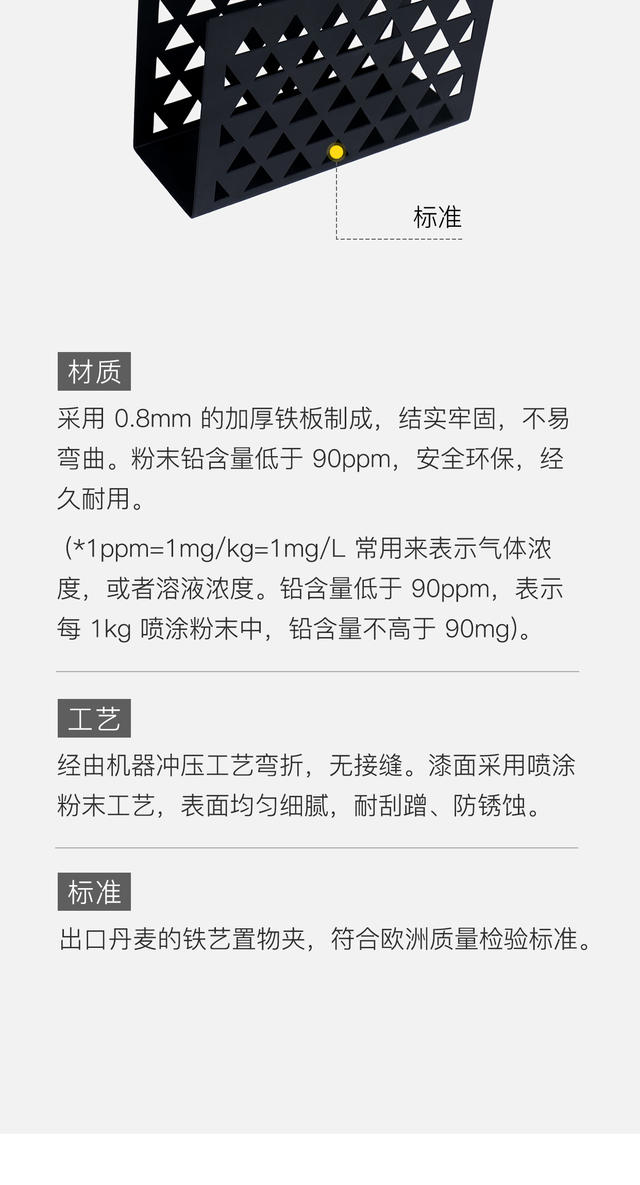 标准
材质
采用 0.8mm 的加厚铁板制成，结实牢固，不易
弯曲。粉末铅含量低于 90ppm，安全环保，经
久耐用。
(*1ppm=1mg/kg=1mg/L 常用来表示气体浓
度，或者溶液浓度。铅含量低于 90ppm，表示
每 1kg 喷涂粉末中，铅含量不高于 90mg)。
工艺
经由机器冲压工艺弯折，无接缝。漆面采用喷涂
粉末工艺，表面均匀细腻，耐刮蹭、防锈蚀。
标准
出口丹麦的铁艺置物夹，符合欧洲质量检验标准。